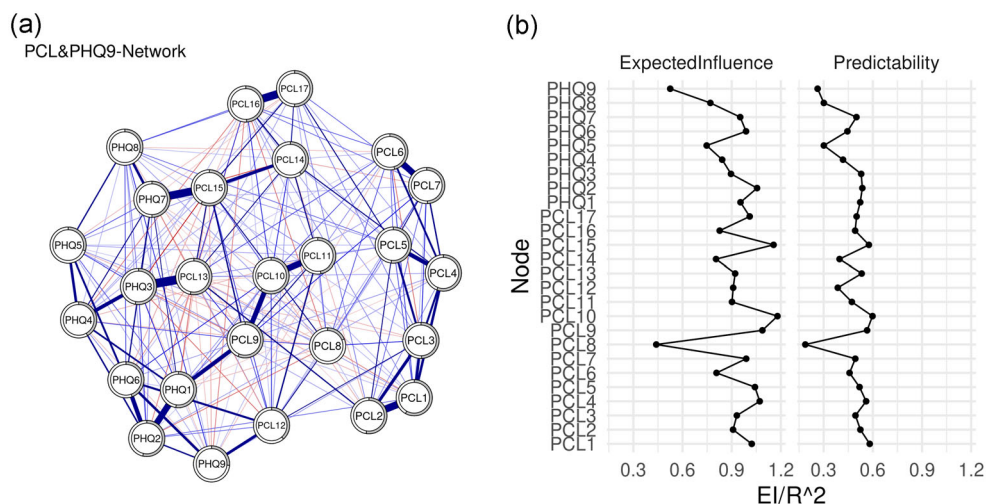 (a)
PCL&PHQ9-Network
PCL16
PCL17
PHQ8
PCL14
PCL6
PHQ7
PCL15
PCL7
PHQ5
PCL5
PCL11
PCL4
PHQ3
PCL13
PCL10
PHQ4
PCL9
PCL8
PCL3
PHQ6
PHQ1
PCL1
PCL2
PHQ2
PCL12
PHQ9
(b)
ExpectedInfluence
Predictability
Node
PHQ9
PHQ8
PHQ7
PHQ6
PHQ5
PHQ4
PHQ3
PHQ2
PHQ1
PCL17
PCL16
PCL15
PCL14
PCL13
PCL12
PCL11
PCL10
PCL9
PCL8
PCL7
PCL6
PCL5
PCL4
PCL3
PCL2
PCL1
0.3 0.6 0.9 1.2 0.3 0.6 0.9 1.2
EI/R^2